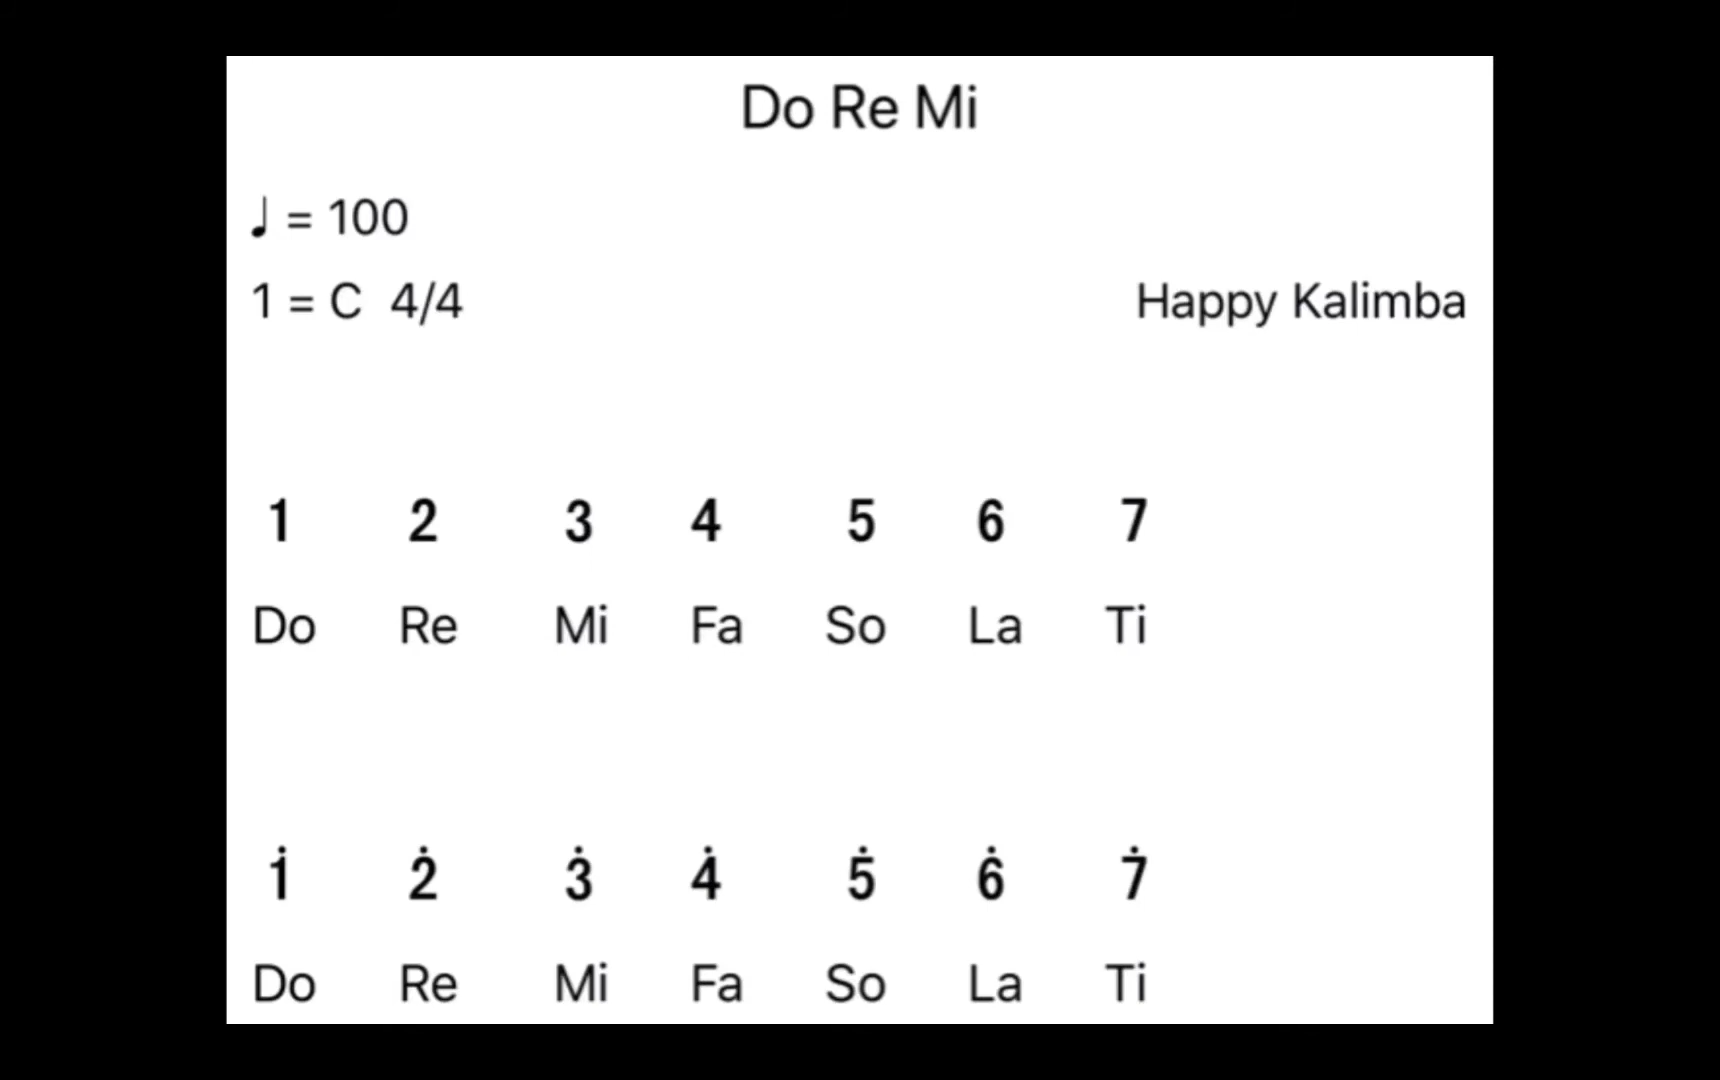 Do Re Mi
♩ = 100
1 = C 4/4 Happy Kalimba
1 2 3 4 5 6 7
Do Re Mi Fa So La Ti
1̇ 2̇ 3̇ 4̇ 5̇ 6̇ 7̇
Do Re Mi Fa So La Ti